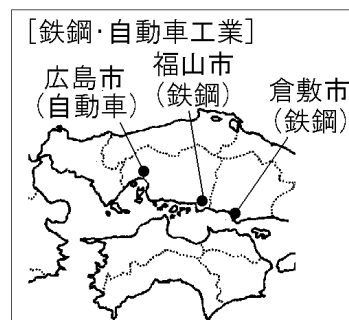 [鉄鋼·自動車工業]
広島市
(自動車)
福山市
(鉄鋼)
倉敷市
(鉄鋼)